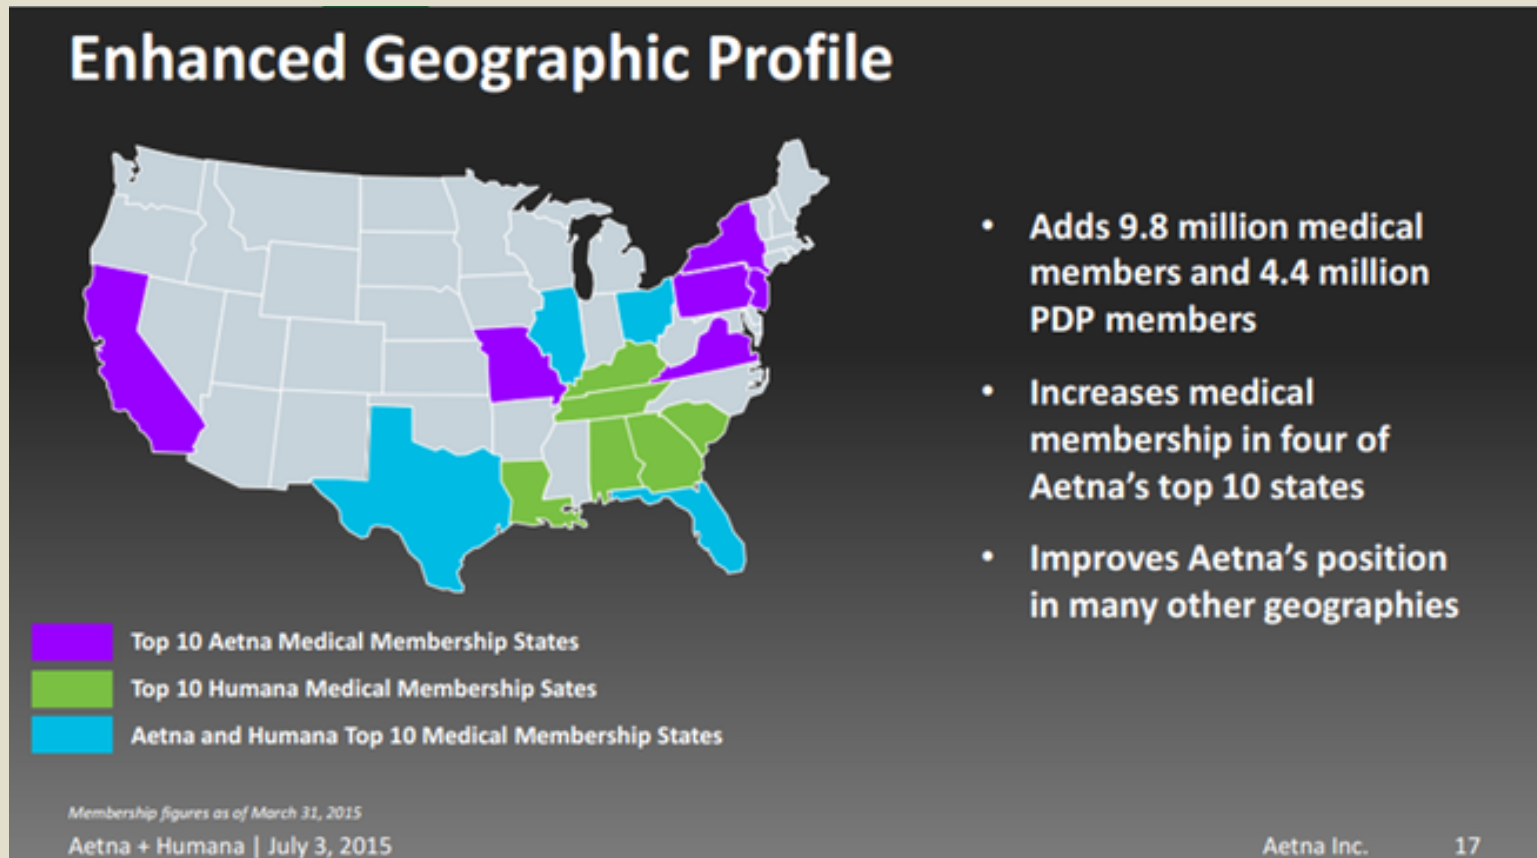 Enhanced Geographic Profile
• Adds 9.8 million medical
members and 4.4 million
PDP members
• Increases medical
membership in four of
Aetna's top 10 states
• Improves Aetna's position
in many other geographies
Top 10 Aetna Medical Membership States
Top 10 Humana Medical Membership Sates
Aetna and Humana Top 10 Medical Membership States
Membership figures as of March 31, 2015
Aetna + Humana | July 3, 2015
Aetna Inc. 17